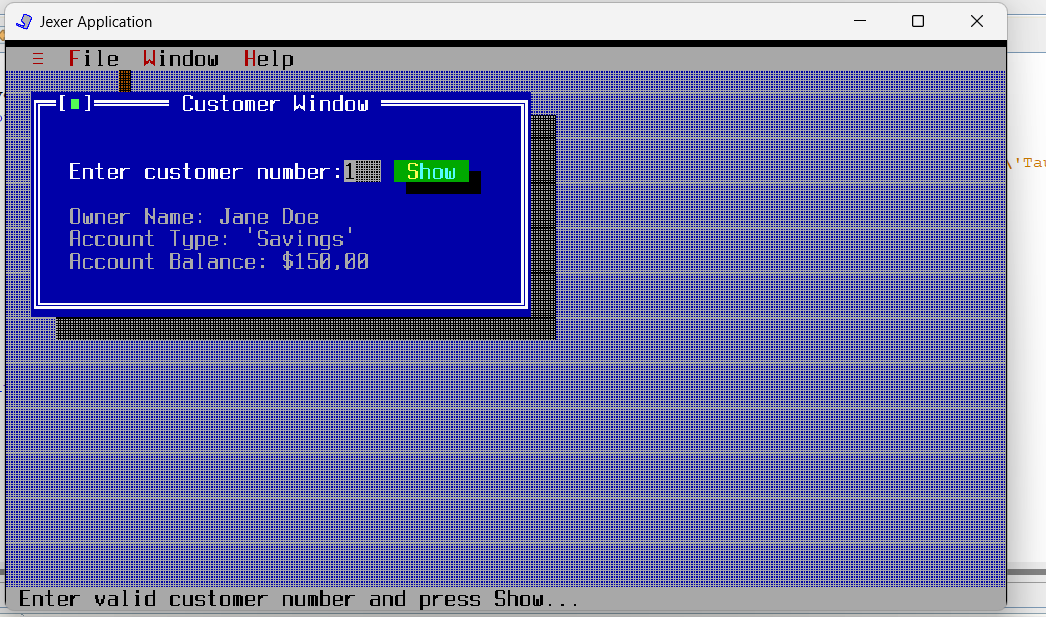 Jexer Application
File Window Help
Customer Window
Enter customer number:1 Show
Owner Name: Jane Doe
Account Type: 'Savings'
Account Balance: $150,00
\'Tau
Enter valid customer number and press Show...